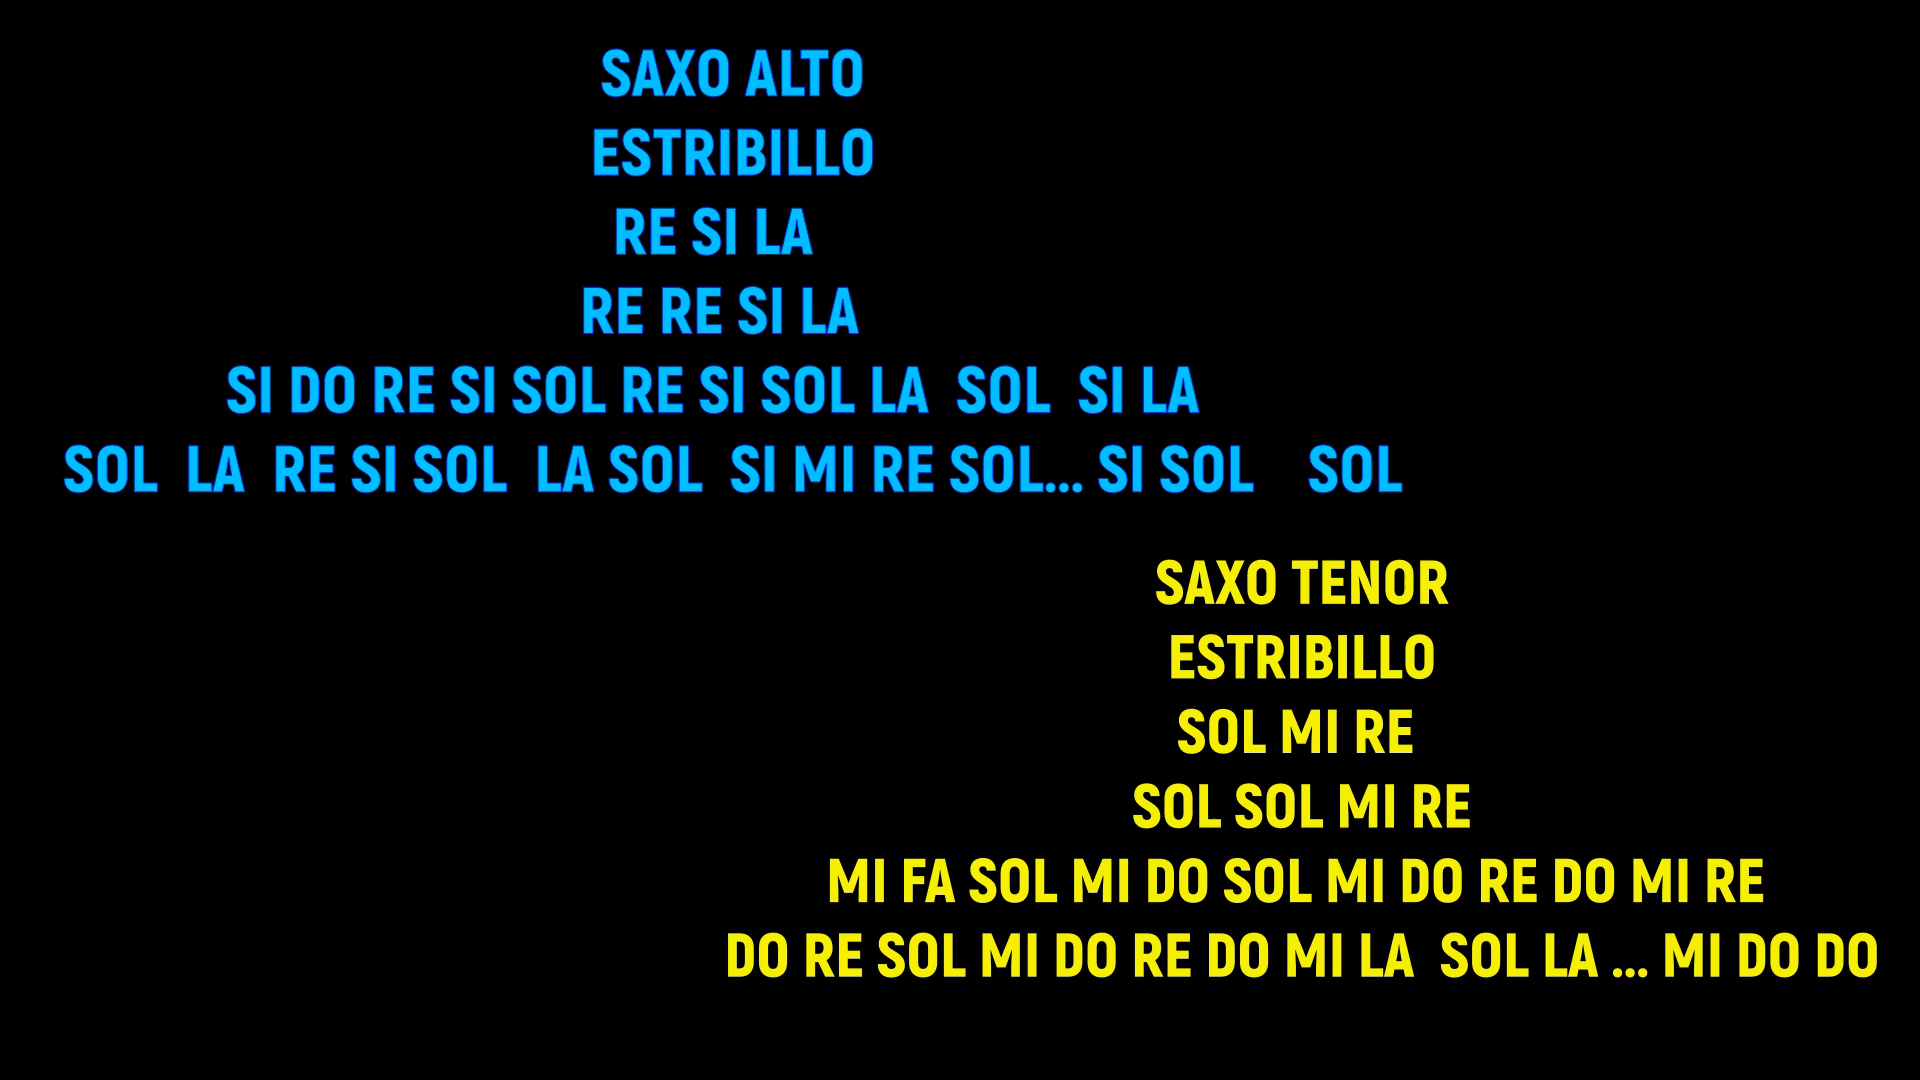 SAXO ALTO
ESTRIBILLO
RE SI LA
RE RE SI LA
SI DO RE SI SOL RE SI SOL LA SOL SI LA
SOL LA RE SI SOL LA SOL SI MI RE SOL... SI SOL SOL
SAXO TENOR
ESTRIBILLO
SOL MI RE
SOL SOL MI RE
MI FA SOL MI DO SOL MI DO RE DO MI RE
DO RE SOL MI DO RE DO MI LA SOL LA ... MI DO DO